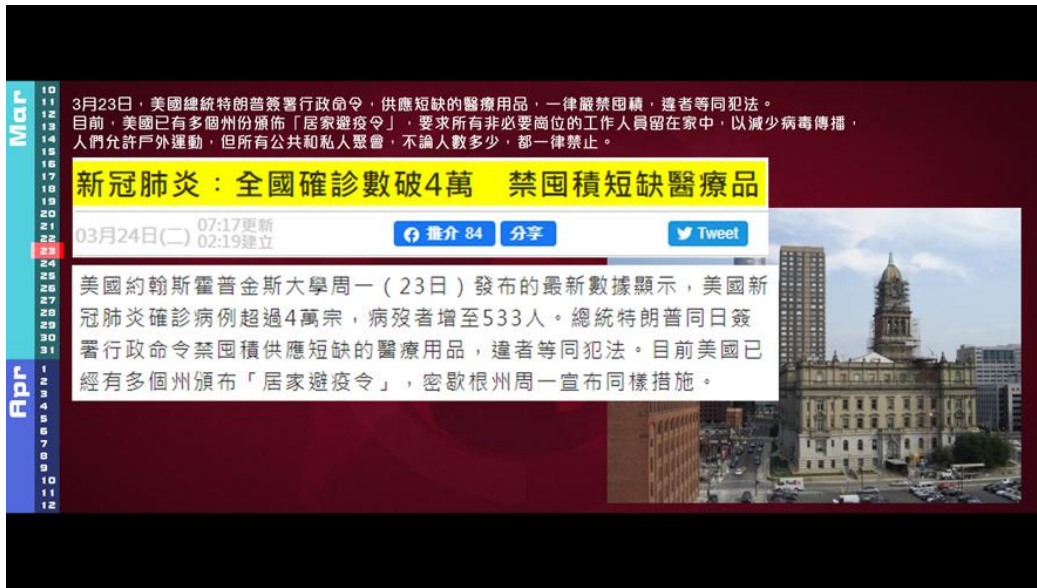 3月23日，美國總統特朗普簽署行政命令，供應短缺的醫療用品，一律嚴禁囤積，違者等同犯法。
目前，美國已有多個州份頒佈「居家避疫令」，要求所有非必要崗位的工作人員留在家中，以減少病毒傳播，
人們允許戶外運動，但所有公共和私人聚會，不論人數多少，都一律禁止。
新冠肺炎：全國確診數破4萬　禁囤積短缺醫療品
03月24日(二) 07:17更新
02:19建立
推介 84 分享 Tweet
美國約翰斯霍普金斯大學周一（23日）發布的最新數據顯示，美國新
冠肺炎確診病例超過4萬宗，病歿者增至533人。總統特朗普同日簽
署行政命令禁囤積供應短缺的醫療用品，違者等同犯法。目前美國已
經有多個州頒布「居家避疫令」，密歇根州周一宣布同樣措施。
Mar
10
11
12
13
14
15
16
17
18
19
20
21
22
23
24
25
26
27
28
29
30
31
Apr
1
2
3
4
5
6
7
8
9
10
11
12